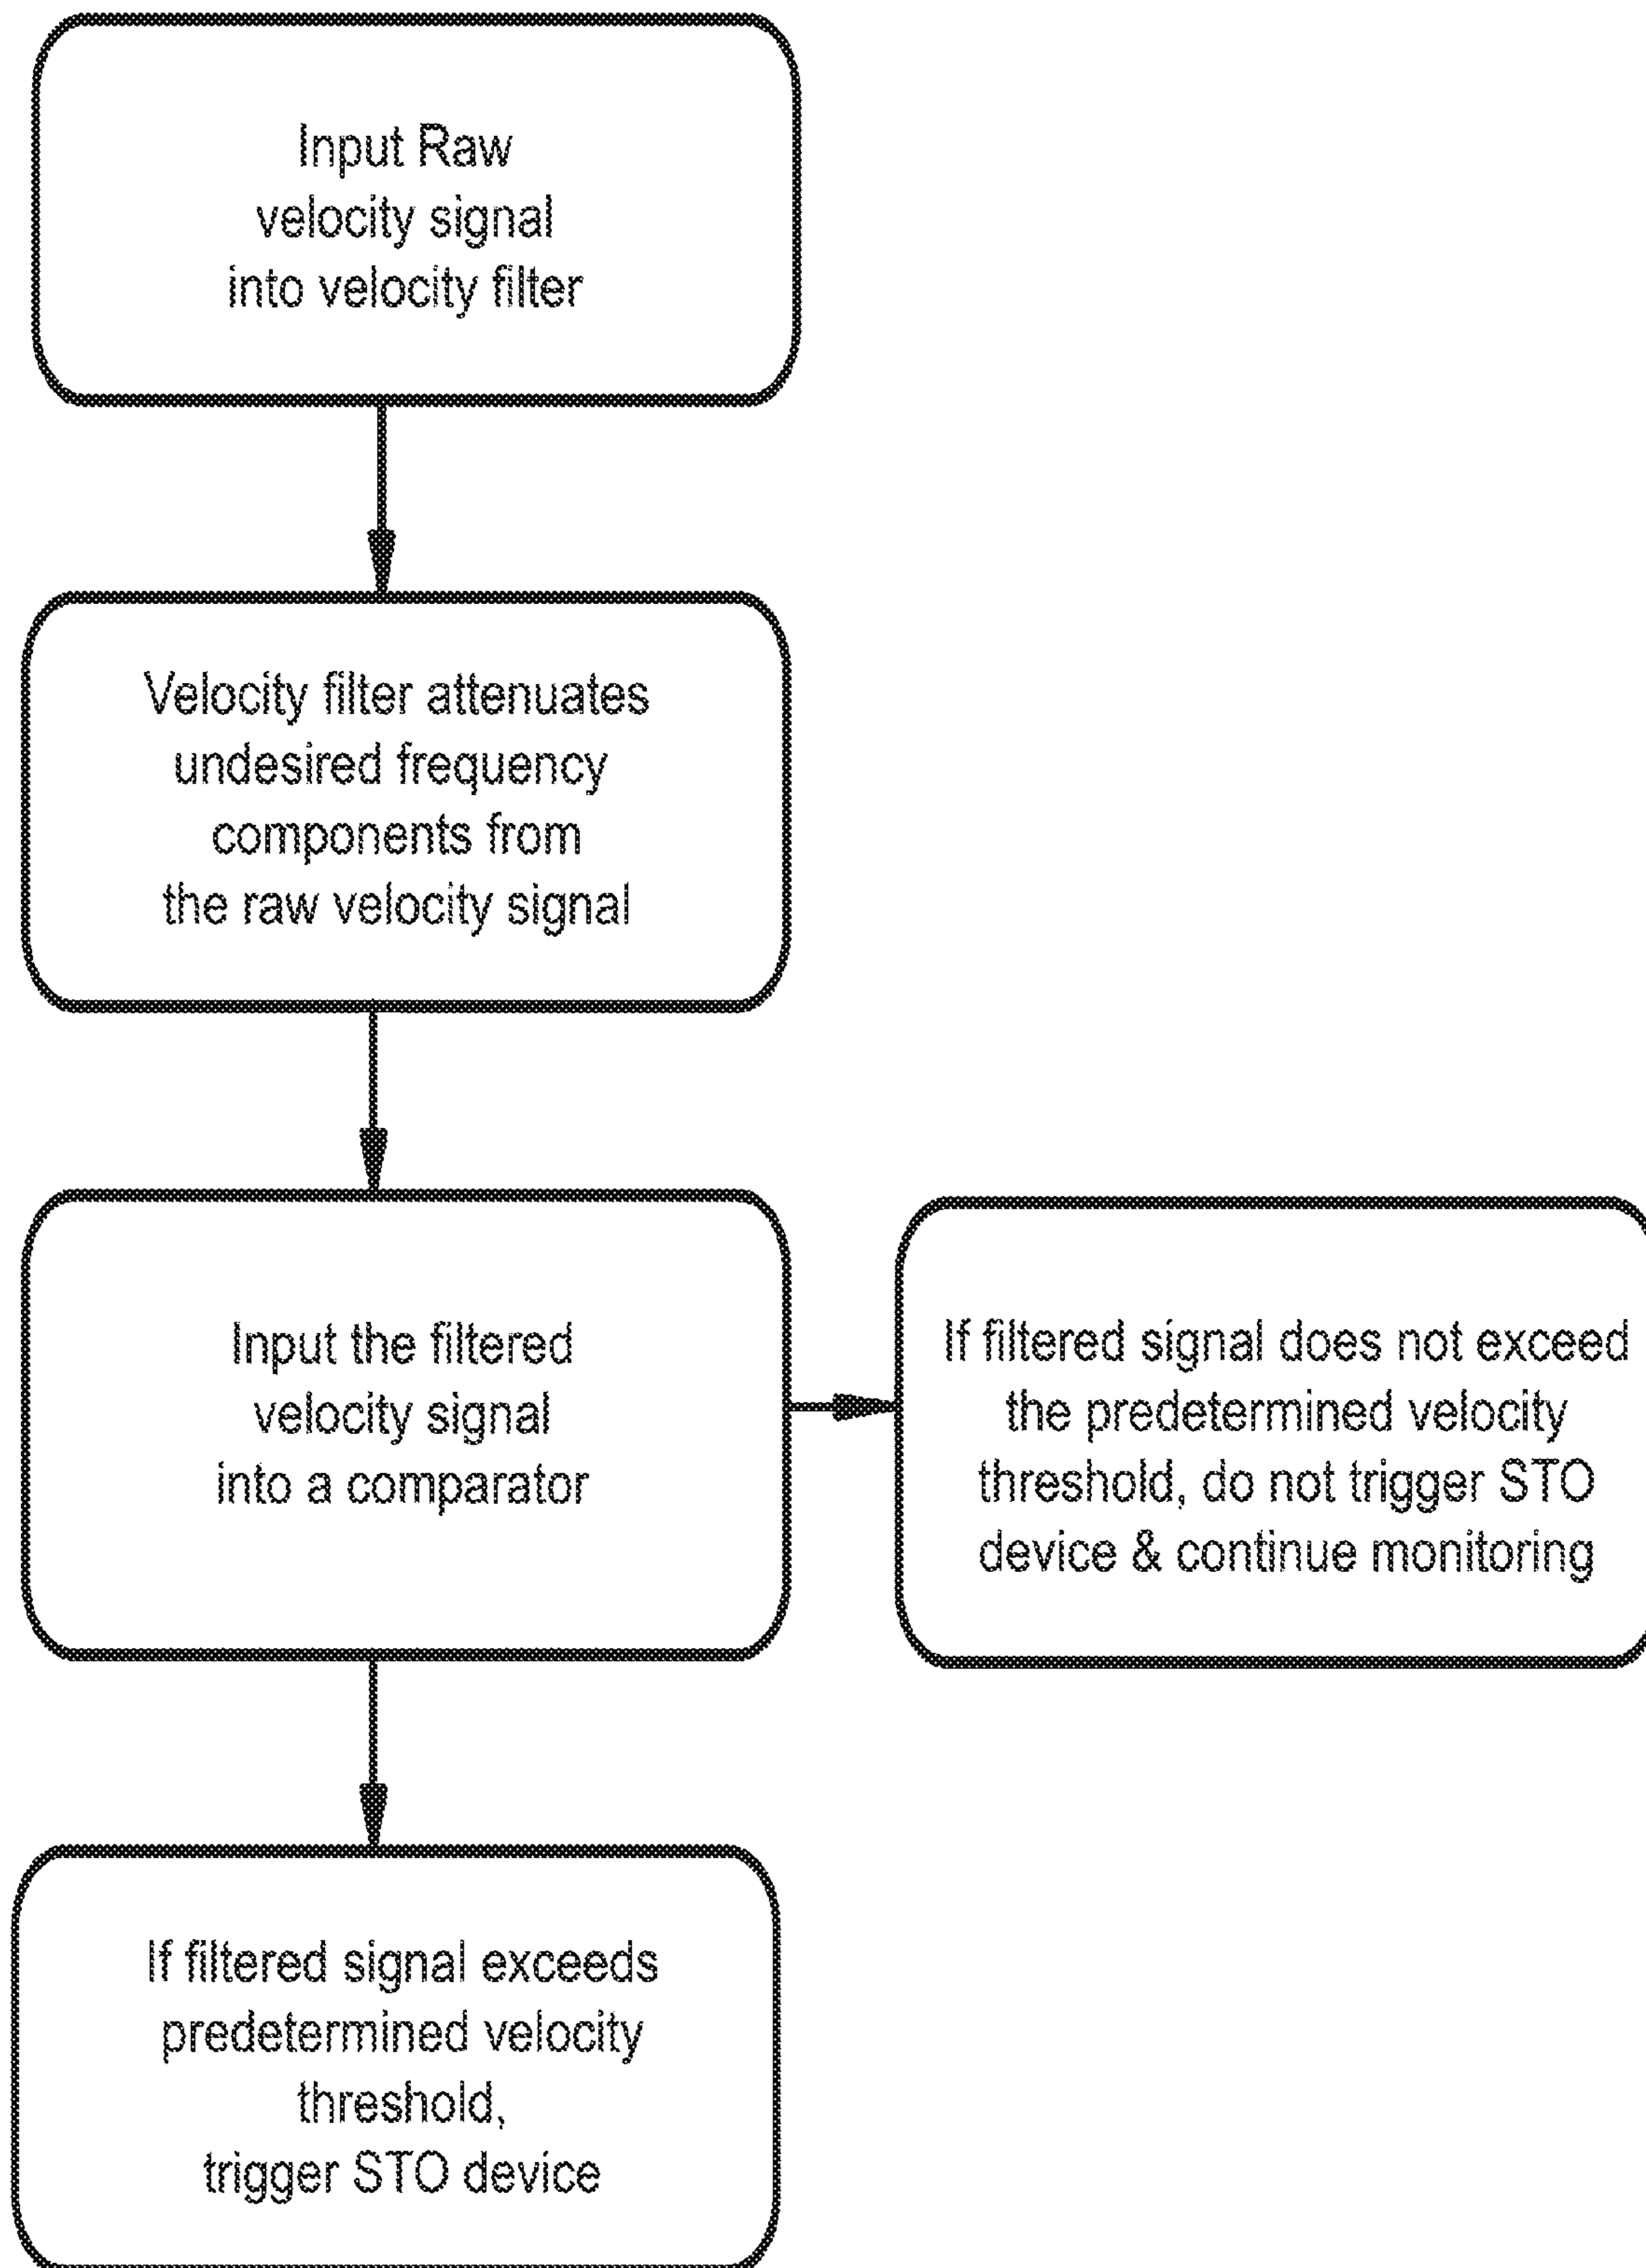 Input Raw
velocity signal
into velocity filter
Velocity filter attenuates
undesired frequency
components from
the raw velocity signal
Input the filtered
velocity signal
into a comparator
If filtered signal does not exceed
the predetermined velocity
threshold, do not trigger STO
device & continue monitoring
If filtered signal exceeds
predetermined velocity
threshold,
trigger STO device